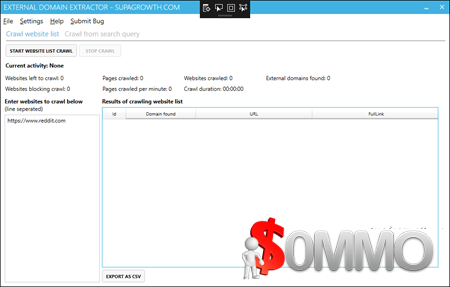 EXTERNAL DOMAIN EXTRACTOR - SUPAGROWTH.COM
File Settings Help Submit Bug
Crawl website list Crawl from search query
START WEBSITE LIST CRAWL STOP CRAWL
Current activity: None
Websites left to crawl: 0 Pages crawled: 0 Websites crawled: 0 External domains found: 0
Websites blocking crawl: 0 Pages crawled per minute: 0 Crawl duration: 00:00:00
Enter websites to crawl below Results of crawling website list
(line seperated)
Id Domain found URL FullLink
https://www.reddit.com
$OMMO
EXPORT AS CSV